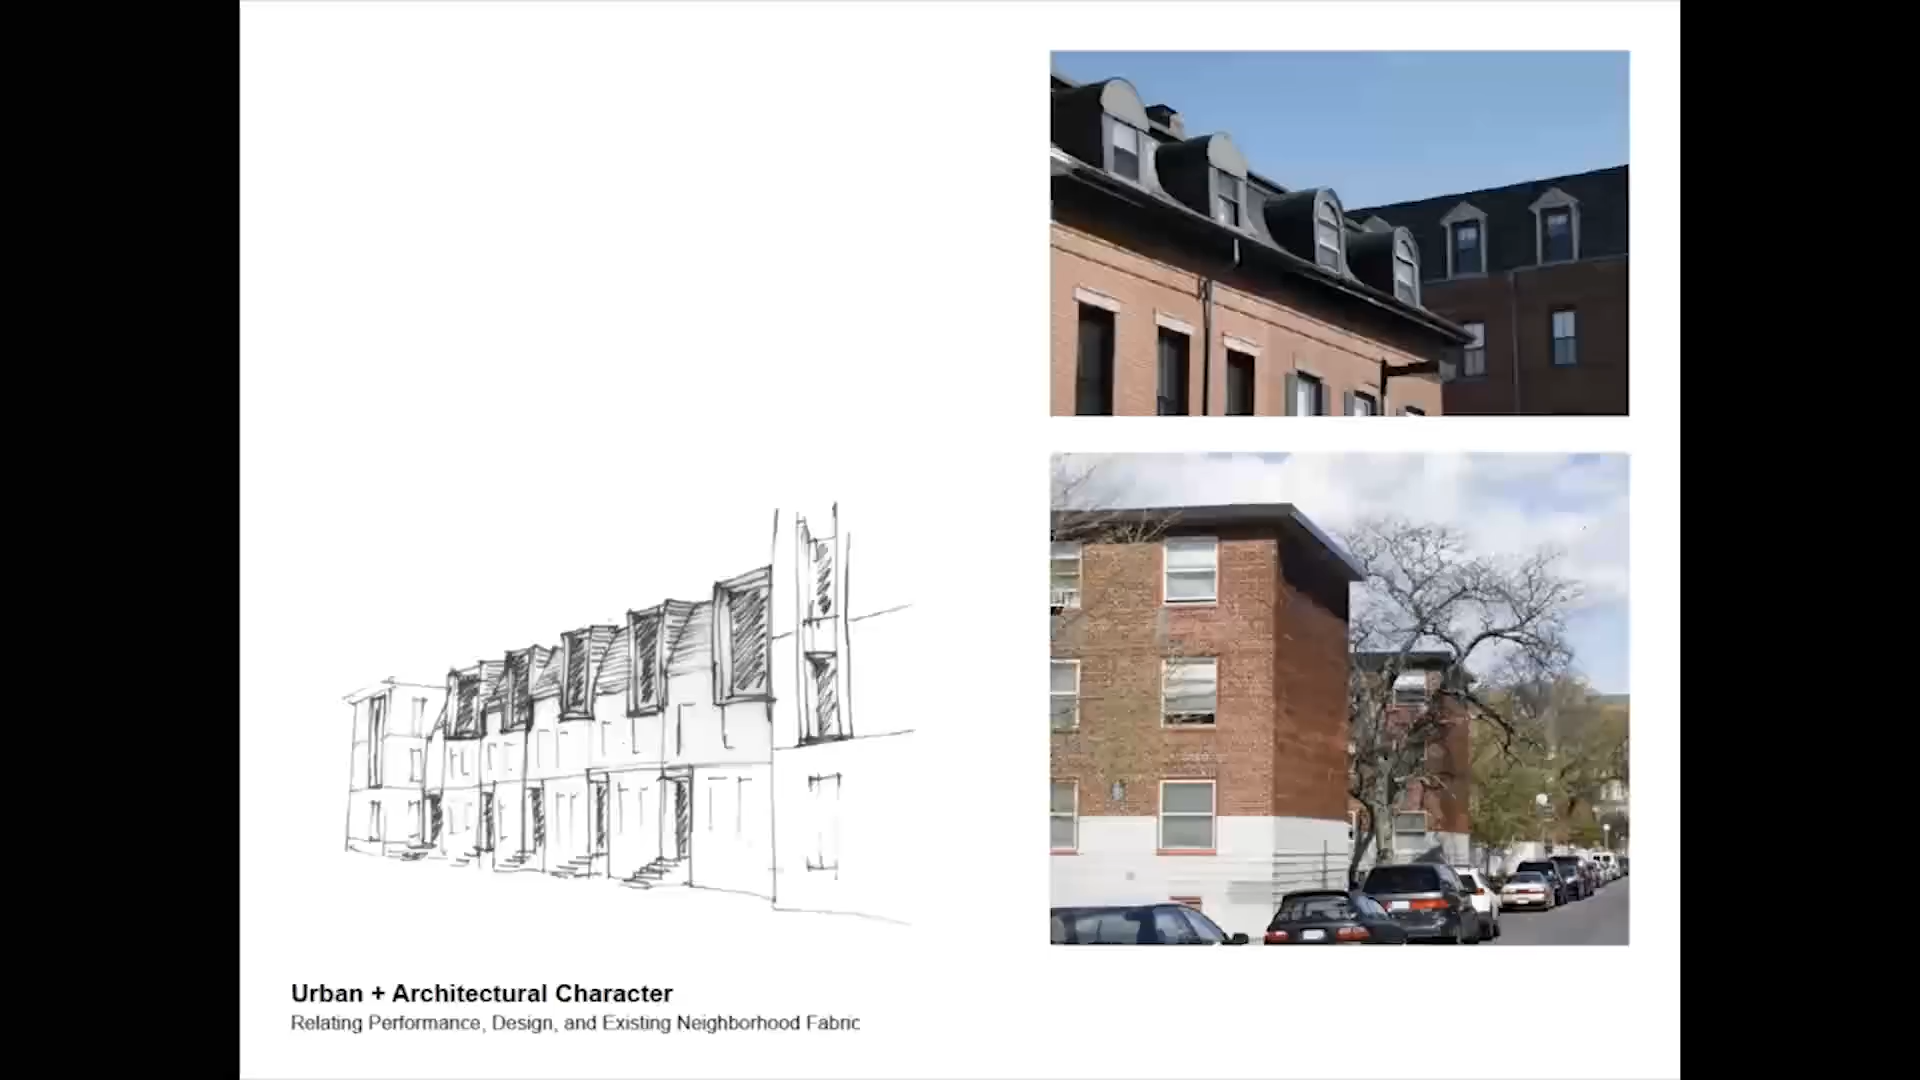 Urban + Architectural Character
Relating Performance, Design, and Existing Neighborhood Fabric